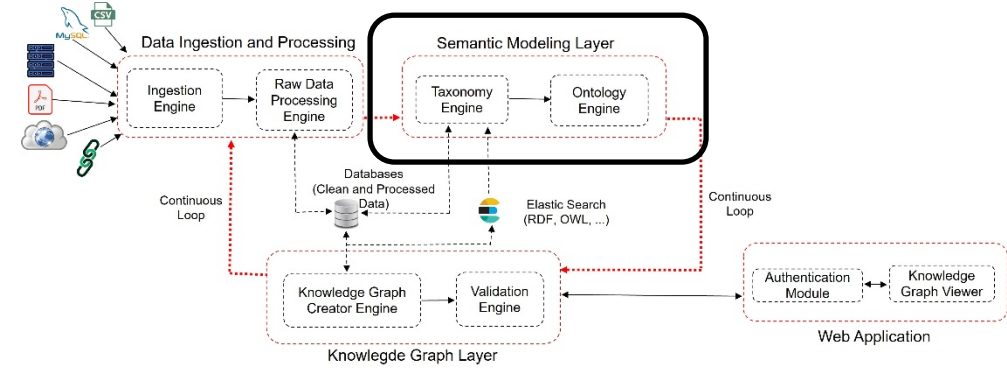 CSV
MySQL
Data Ingestion and Processing
Semantic Modeling Layer
Ingestion
Engine
Raw Data
Processing
Engine
Taxonomy
Engine
Ontology
Engine
PDF
Continuous
Loop
Databases
(Clean and Processed
Data)
Elastic Search
(RDF, OWL, ...)
Continuous
Loop
Knowledge Graph
Creator Engine
Validation
Engine
Authentication
Module
Knowledge
Graph Viewer
Web Application
Knowlegde Graph Layer